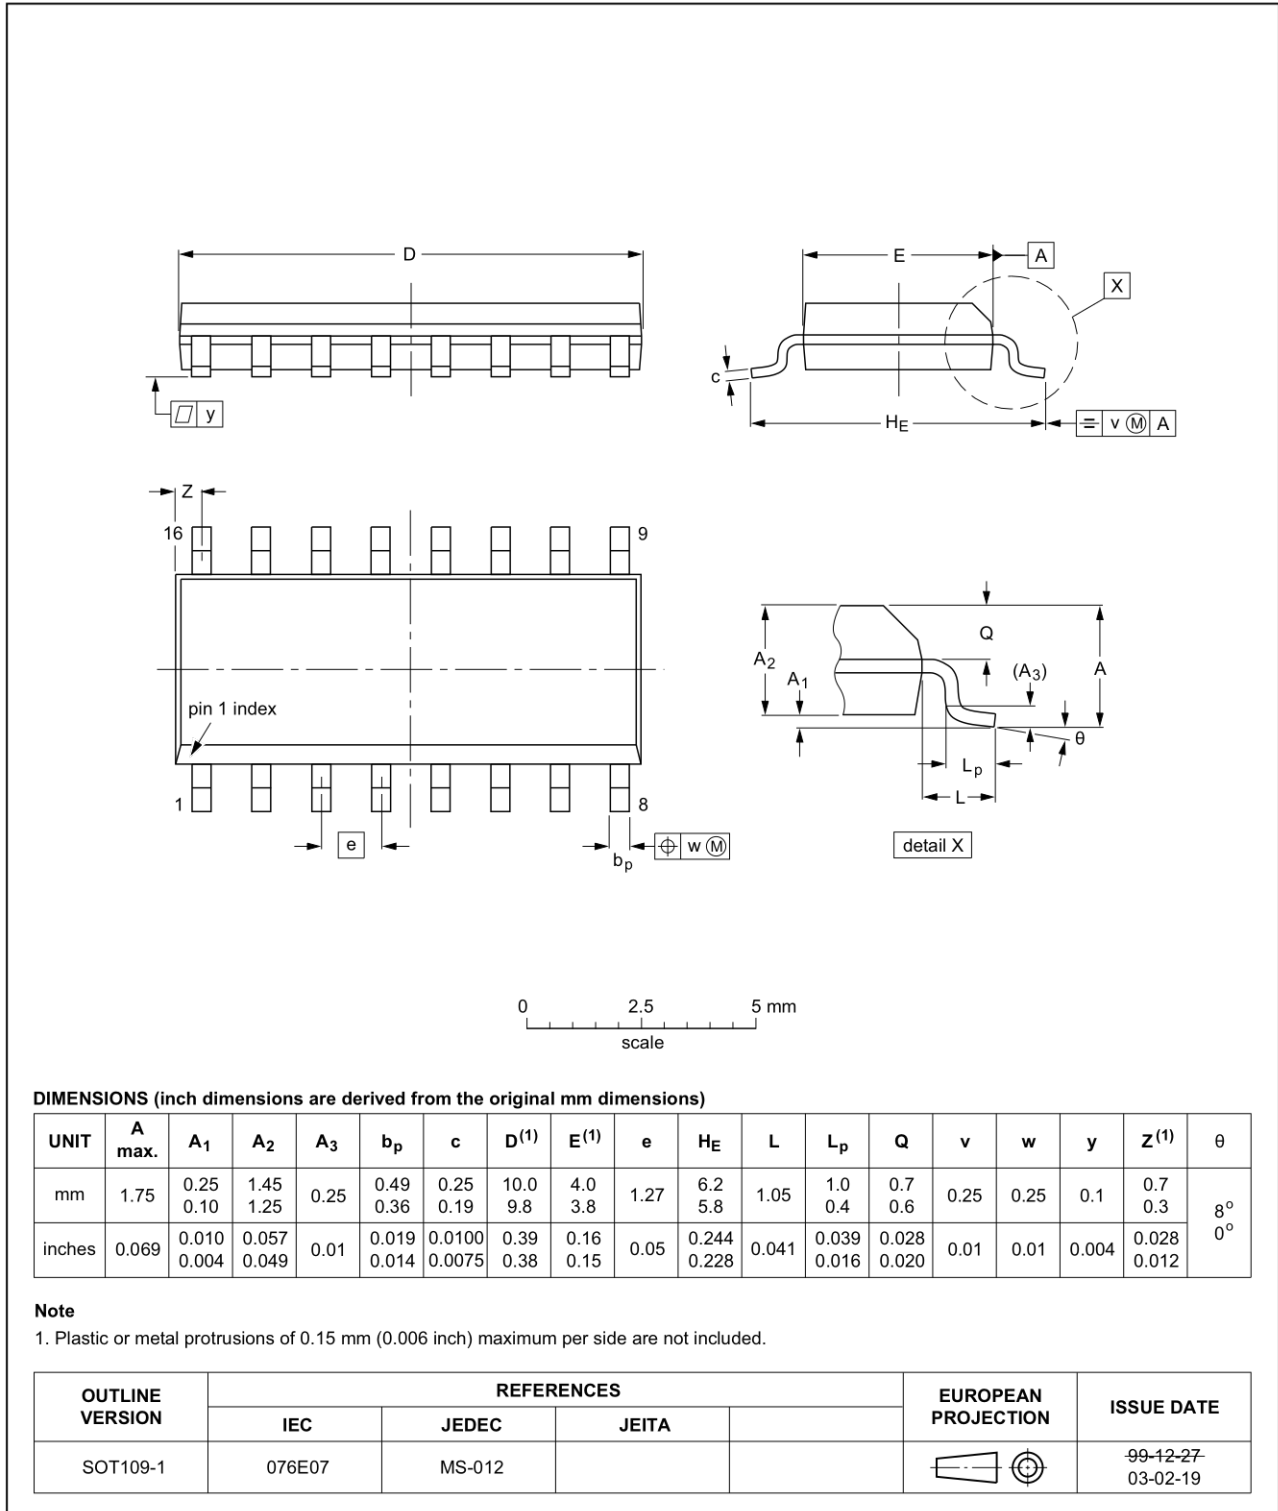 D
E
A
X
c
y
HE
v M A
Z
16
9
pin 1 index
1
8
e
bp
w M
A2
A1
Q
(A3)
A
θ
Lp
L
detail X
0 2.5 5 mm
scale
DIMENSIONS (inch dimensions are derived from the original mm dimensions)
UNIT A max. A1 A2 A3 bp c D(1) E(1) e HE L Lp Q v w y Z(1) θ
mm 1.75 0.25 0.10 1.45 1.25 0.25 0.49 0.36 0.25 0.19 10.0 9.8 4.0 3.8 1.27 6.2 5.8 1.05 1.0 0.4 0.7 0.6 0.25 0.25 0.1 0.7 0.3 8° 0°
inches 0.069 0.010 0.004 0.057 0.049 0.01 0.019 0.014 0.0100 0.0075 0.39 0.38 0.16 0.15 0.05 0.244 0.228 0.041 0.039 0.016 0.028 0.020 0.01 0.01 0.004 0.028 0.012
Note
1. Plastic or metal protrusions of 0.15 mm (0.006 inch) maximum per side are not included.
OUTLINE VERSION REFERENCES EUROPEAN PROJECTION ISSUE DATE
IEC JEDEC JEITA
SOT109-1 076E07 MS-012 99-12-27
03-02-19